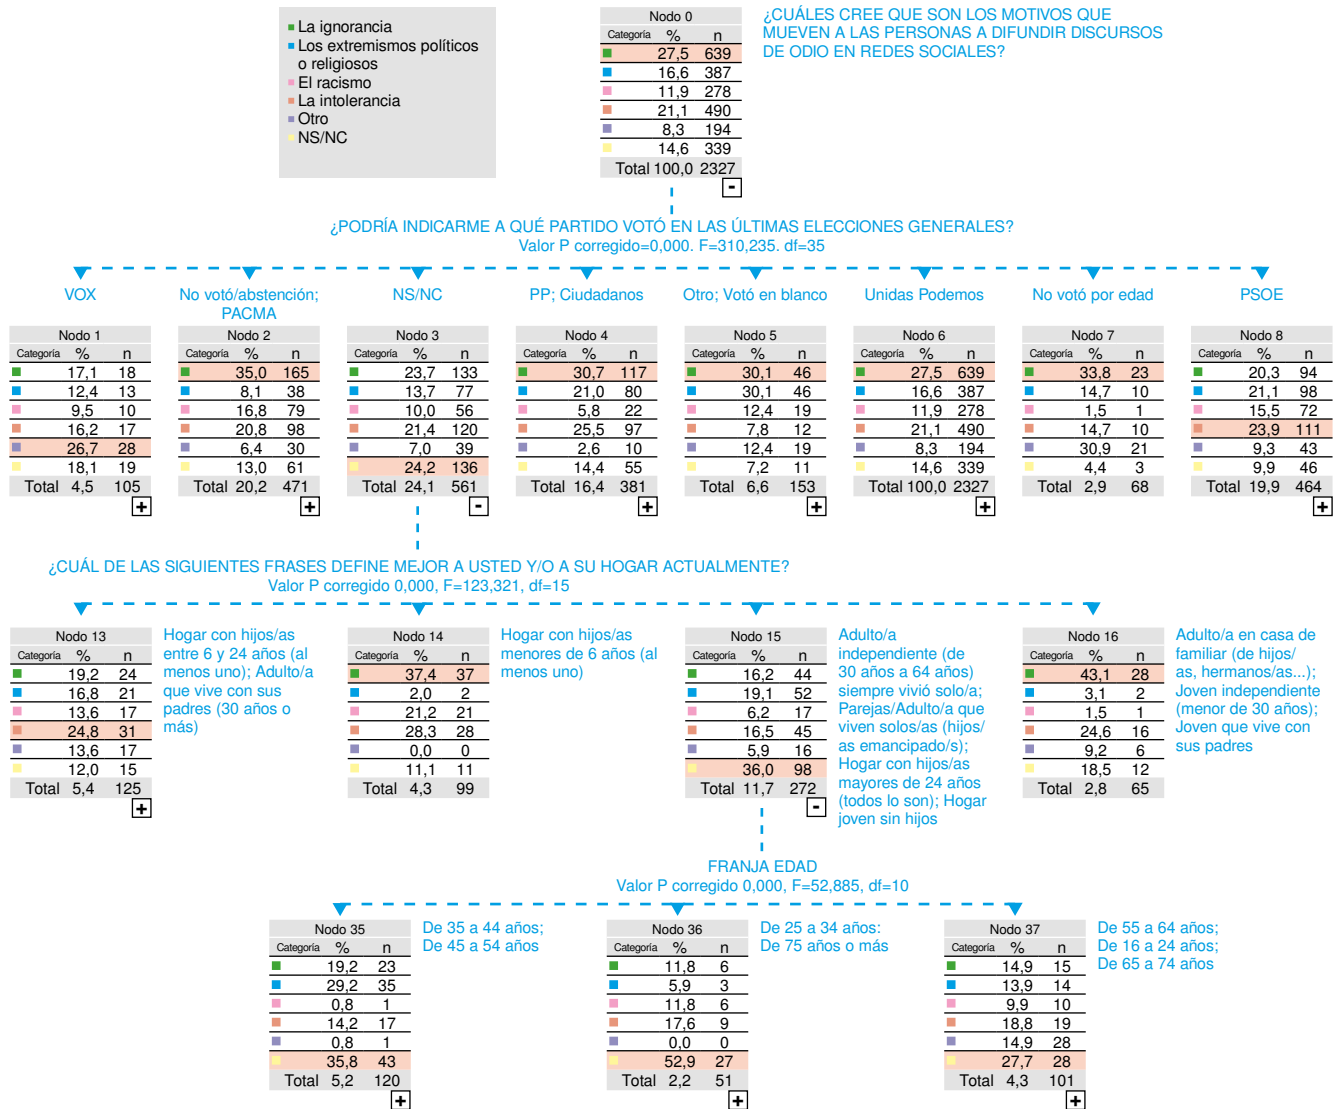 La ignorancia
Los extremismos políticos
o religiosos
El racismo
La intolerancia
Otro
NS/NC
Nodo 0
Categoría % n
27,5 639
16,6 387
11,9 278
21,1 490
8,3 194
14,6 339
Total 100,0 2327
-
¿CUÁLES CREE QUE SON LOS MOTIVOS QUE
MUEVEN A LAS PERSONAS A DIFUNDIR DISCURSOS
DE ODIO EN REDES SOCIALES?
¿PODRÍA INDICARME A QUÉ PARTIDO VOTÓ EN LAS ÚLTIMAS ELECCIONES GENERALES?
Valor P corregido=0,000. F=310,235. df=35
VOX
Nodo 1
Categoría % n
17,1 18
12,4 13
9,5 10
16,2 17
26,7 28
18,1 19
Total 4,5 105
+
No votó/abstención;
PACMA
Nodo 2
Categoría % n
35,0 165
8,1 38
16,8 79
20,8 98
6,4 30
13,0 61
Total 20,2 471
+
NS/NC
Nodo 3
Categoría % n
23,7 133
13,7 77
10,0 56
21,4 120
7,0 39
24,2 136
Total 24,1 561
-
PP; Ciudadanos
Nodo 4
Categoría % n
30,7 117
21,0 80
5,8 22
25,5 97
2,6 10
14,4 55
Total 16,4 381
+
Otro; Votó en blanco
Nodo 5
Categoría % n
30,1 46
30,1 46
12,4 19
7,8 12
12,4 19
7,2 11
Total 6,6 153
+
Unidas Podemos
Nodo 6
Categoría % n
27,5 639
16,6 387
11,9 278
21,1 490
8,3 194
14,6 339
Total 100,0 2327
+
No votó por edad
Nodo 7
Categoría % n
33,8 23
14,7 10
1,5 1
14,7 10
30,9 21
4,4 3
Total 2,9 68
PSOE
Nodo 8
Categoría % n
20,3 94
21,1 98
15,5 72
23,9 111
9,3 43
9,9 46
Total 19,9 464
+
¿CUÁL DE LAS SIGUIENTES FRASES DEFINE MEJOR A USTED Y/O A SU HOGAR ACTUALMENTE?
Valor P corregido 0,000, F=123,321, df=15
Nodo 13
Categoría % n
19,2 24
16,8 21
13,6 17
24,8 31
13,6 17
12,0 15
Total 5,4 125
+
Hogar con hijos/as
entre 6 y 24 años (al
menos uno); Adulto/a
que vive con sus
padres (30 años o
más)
Nodo 14
Categoría % n
37,4 37
2,0 2
21,2 21
28,3 28
0,0 0
11,1 11
Total 4,3 99
Hogar con hijos/as
menores de 6 años (al
menos uno)
Nodo 15
Categoría % n
16,2 44
19,1 52
6,2 17
16,5 45
5,9 16
36,0 98
Total 11,7 272
-
Adulto/a
independiente (de
30 años a 64 años)
siempre vivió solo/a;
Parejas/Adulto/a que
viven solos/as (hijos/
as emancipado/s);
Hogar con hijos/as
mayores de 24 años
(todos lo son); Hogar
joven sin hijos
Nodo 16
Categoría % n
43,1 28
3,1 2
1,5 1
24,6 16
9,2 6
18,5 12
Total 2,8 65
Adulto/a en casa de
familiar (de hijos/
as, hermanos/as...);
Joven independiente
(menor de 30 años);
Joven que vive con
sus padres
FRANJA EDAD
Valor P corregido 0,000, F=52,885, df=10
Nodo 35
Categoría % n
19,2 23
29,2 35
0,8 1
14,2 17
0,8 1
35,8 43
Total 5,2 120
+
De 35 a 44 años;
De 45 a 54 años
Nodo 36
Categoría % n
11,8 6
5,9 3
11,8 6
17,6 9
0,0 0
52,9 27
Total 2,2 51
+
De 25 a 34 años:
De 75 años o más
Nodo 37
Categoría % n
14,9 15
13,9 14
9,9 10
18,8 19
14,9 28
27,7 28
Total 4,3 101
+
De 55 a 64 años;
De 16 a 24 años;
De 65 a 74 años